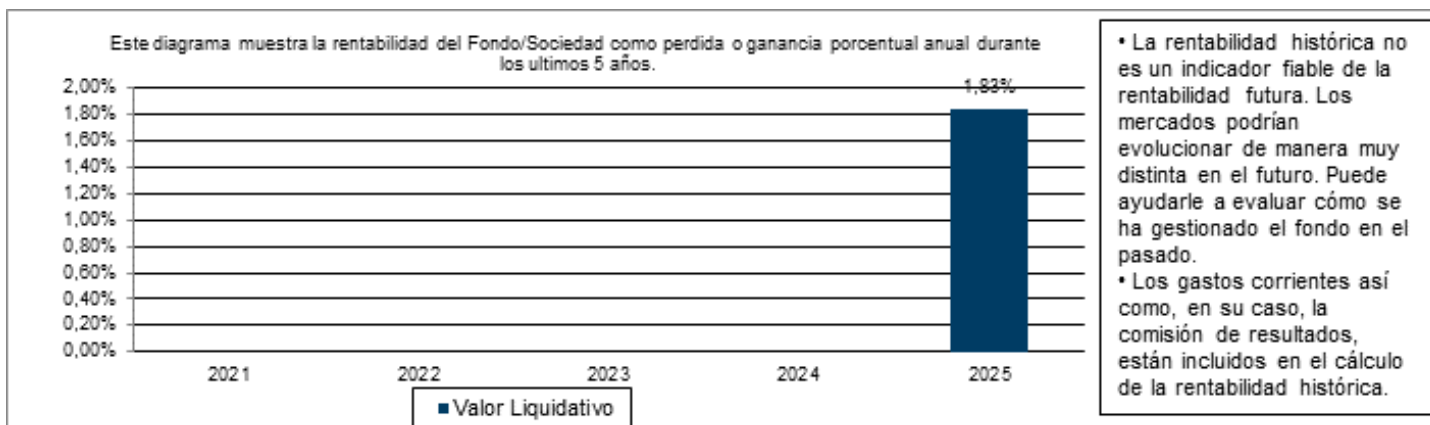 Este diagrama muestra la rentabilidad del Fondo/Sociedad como perdida o ganancia porcentual anual durante
los ultimos 5 años.
2,00%
1,80%
1,60%
1,40%
1,20%
1,00%
0,80%
0,60%
0,40%
0,20%
0,00%
1,83%
2021 2022 2023 2024 2025
Valor Liquidativo
• La rentabilidad histórica no
es un indicador fiable de la
rentabilidad futura. Los
mercados podrían
evolucionar de manera muy
distinta en el futuro. Puede
ayudarle a evaluar cómo se
ha gestionado el fondo en el
pasado.
• Los gastos corrientes así
como, en su caso, la
comisión de resultados,
están incluidos en el cálculo
de la rentabilidad histórica.